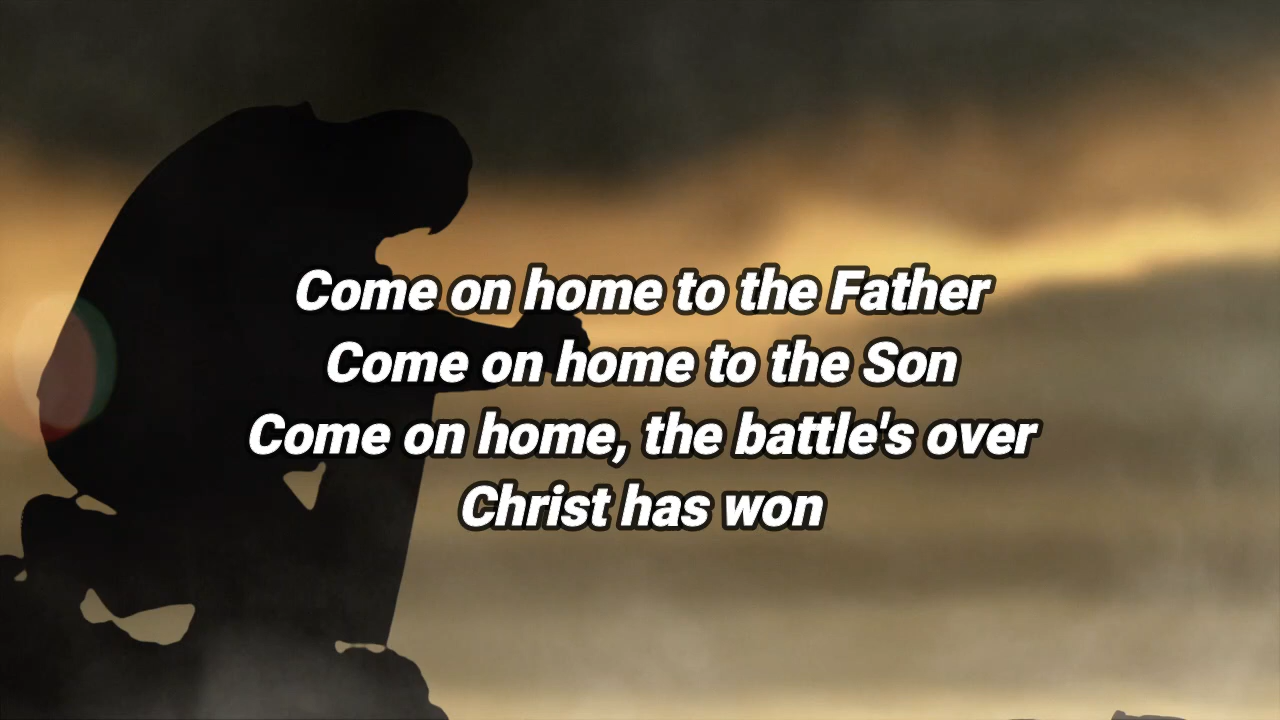 Come on home to the Father
Come on home to the Son
Come on home, the battle's over
Christ has won